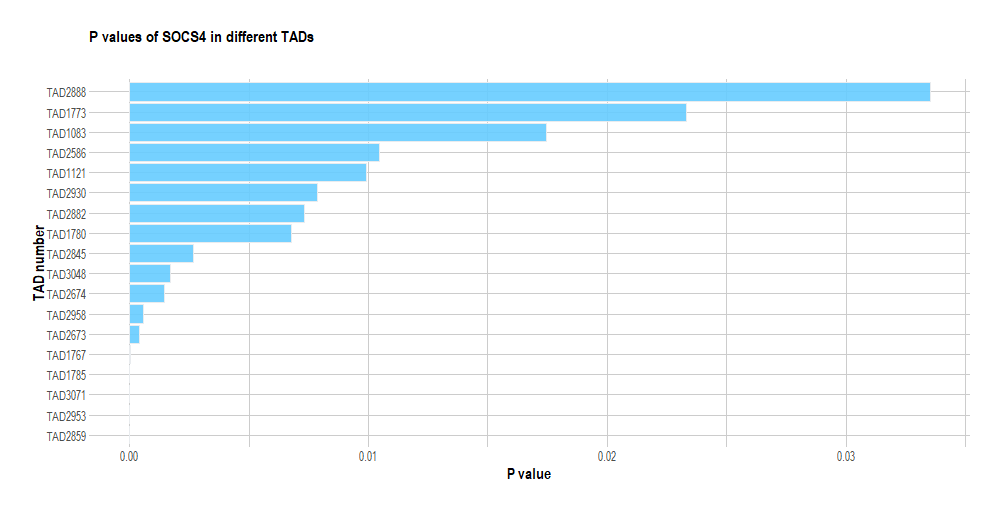 P values of SOCS4 in different TADs
TAD number
TAD2888
TAD1773
TAD1083
TAD2586
TAD1121
TAD2930
TAD2882
TAD1780
TAD2845
TAD3048
TAD2674
TAD2958
TAD2673
TAD1767
TAD1785
TAD3071
TAD2953
TAD2859
0.00 0.01 0.02 0.03
P value